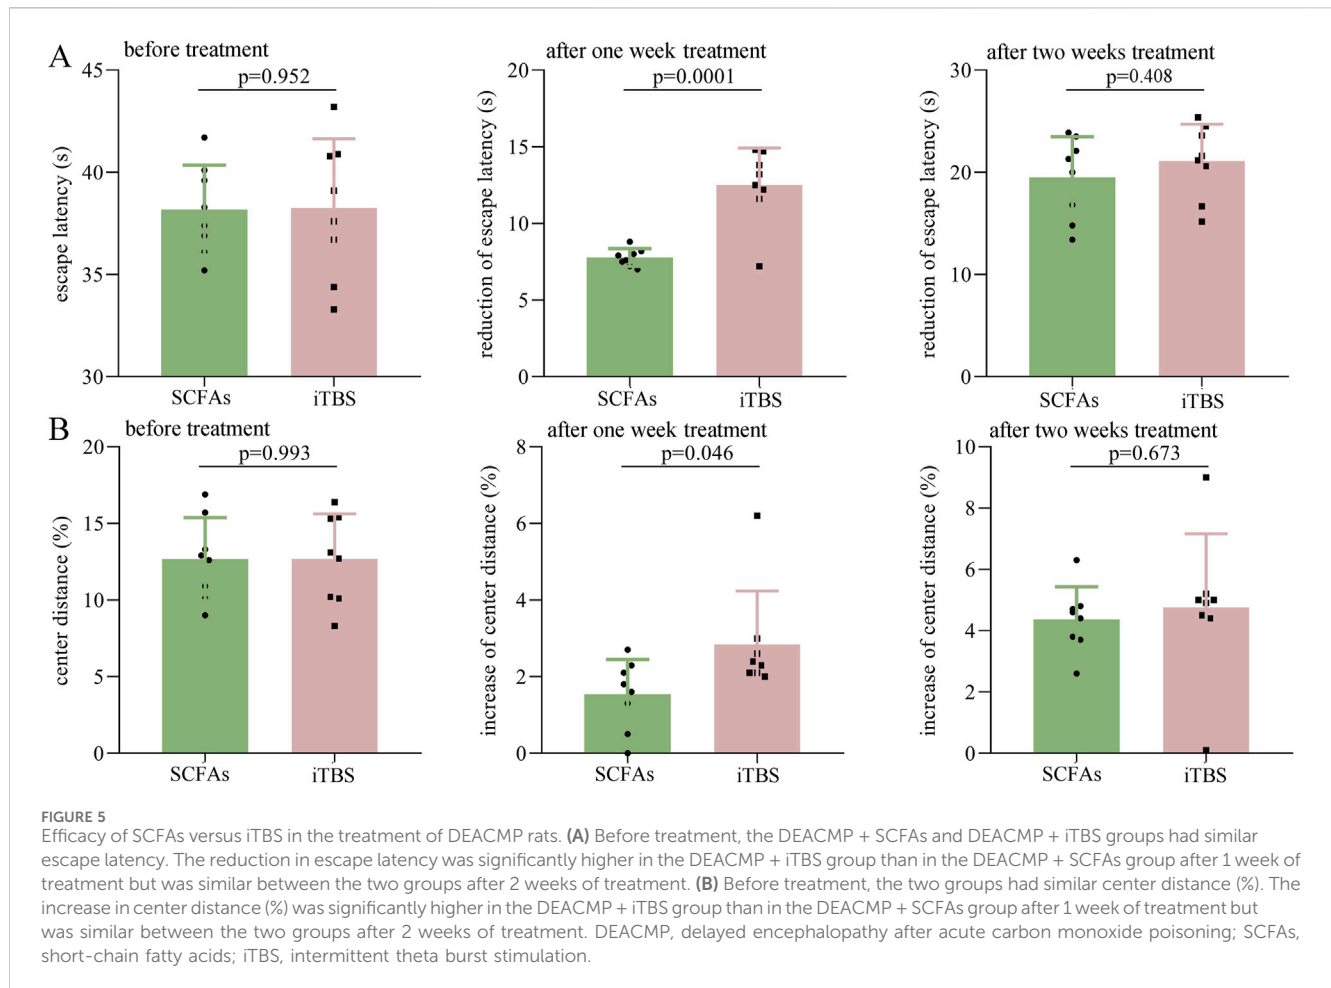 A
before treatment
after one week treatment
after two weeks treatment
p=0.952
p=0.0001
p=0.408
escape latency (s)
45
40
35
30
SCFAs iTBS
reduction of escape latency (s)
20
15
10
5
0
SCFAs iTBS
reduction of escape latency (s)
30
20
10
0
SCFAs iTBS
B
before treatment
after one week treatment
after two weeks treatment
p=0.993
p=0.046
p=0.673
center distance (%)
20
15
10
5
0
SCFAs iTBS
increase of center distance (%)
8
6
4
2
0
SCFAs iTBS
increase of center distance (%)
10
8
6
4
2
0
SCFAs iTBS
FIGURE 5
Efficacy of SCFAs versus iTBS in the treatment of DEACMP rats. (A) Before treatment, the DEACMP + SCFAs and DEACMP + iTBS groups had similar
escape latency. The reduction in escape latency was significantly higher in the DEACMP + iTBS group than in the DEACMP + SCFAs group after 1 week of
treatment but was similar between the two groups after 2 weeks of treatment. (B) Before treatment, the two groups had similar center distance (%). The
increase in center distance (%) was significantly higher in the DEACMP + iTBS group than in the DEACMP + SCFAs group after 1 week of treatment but
was similar between the two groups after 2 weeks of treatment. DEACMP, delayed encephalopathy after acute carbon monoxide poisoning; SCFAs,
short-chain fatty acids; iTBS, intermittent theta burst stimulation.